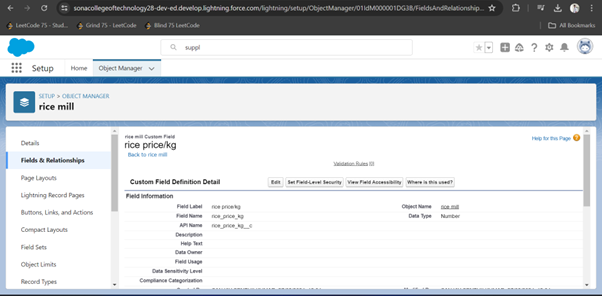 sonacollegeoftechnology28-dev-ed.develop.lightning.force.com/lightning/setup/ObjectManager/01IdM000001DG38/FieldsAndRelationship...
LeetCode 75 - Stud... Grind 75 - LeetCode LeetCode 75 LeetCode All Bookmarks
suppl
Setup Home Object Manager
SETUP > OBJECT MANAGER
rice mill
Details
Fields & Relationships
Page Layouts
Lightning Record Pages
Buttons, Links, and Actions
Compact Layouts
Field Sets
Object Limits
Record Types
rice mill Custom Field
rice price/kg
Help for this Page
Back to rice mill
Validation Rules [0]
Custom Field Definition Detail Edit Set Field-Level Security View Field Accessibility Where is this used?
Field Information
Field Label rice price/kg Object Name rice mill
Field Name rice_price_kg Data Type Number
API Name rice_price_kg__c
Description
Help Text
Data Owner
Field Usage
Data Sensitivity Level
Compliance Categorization